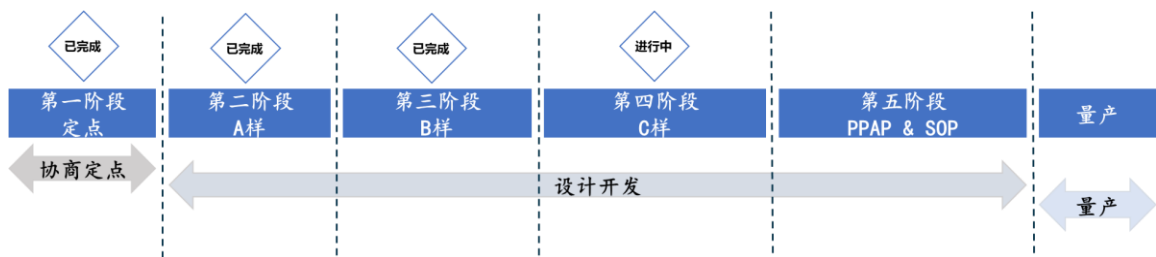 已完成
已完成
已完成
进行中
第一阶段
定点
第二阶段
A样
第三阶段
B样
第四阶段
C样
第五阶段
PPAP & SOP
量产
协商定点
设计开发
量产